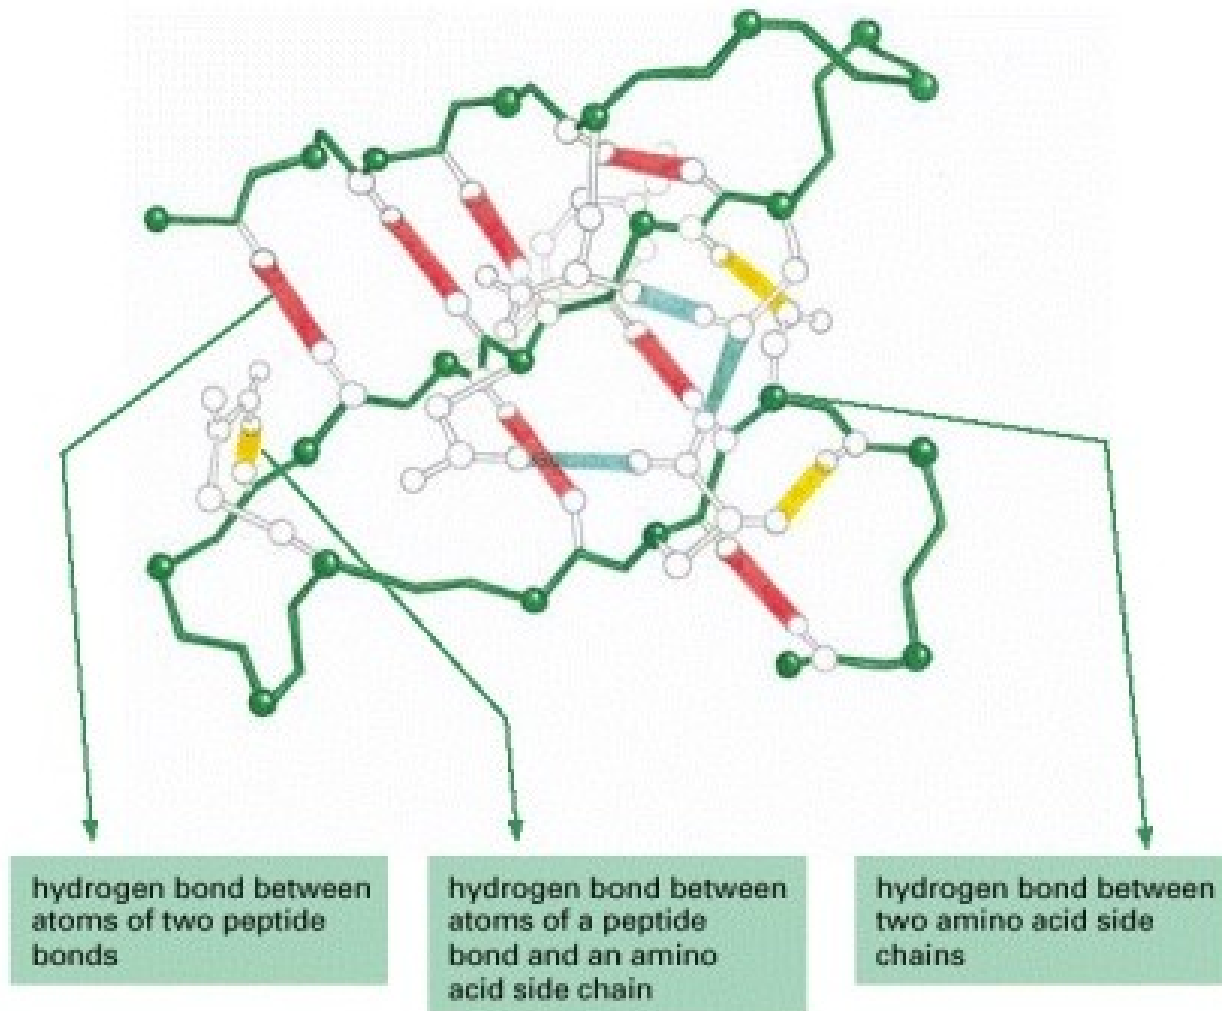 hydrogen bond between
atoms of two peptide
bonds
hydrogen bond between
atoms of a peptide
bond and an amino
acid side chain
hydrogen bond between
two amino acid side
chains